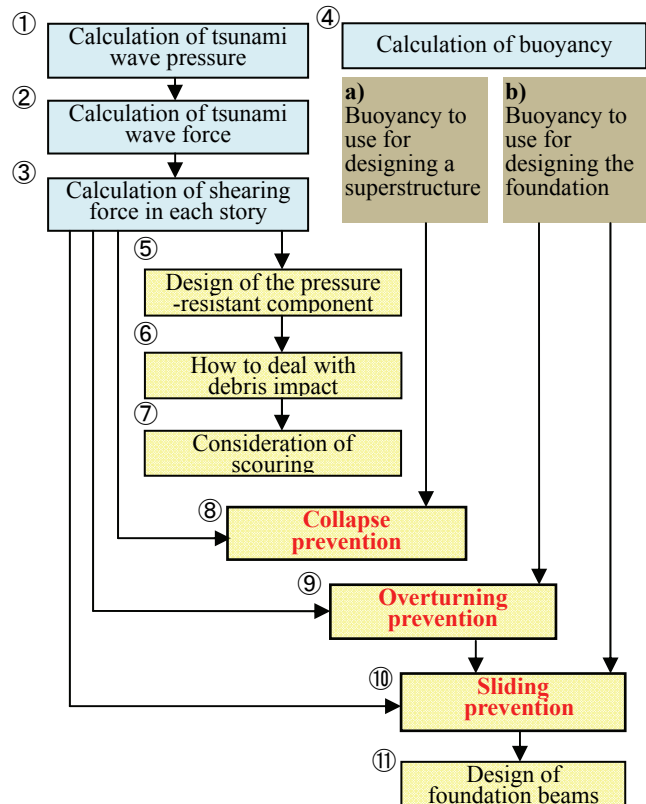 ①
Calculation of tsunami
wave pressure
②
Calculation of tsunami
wave force
③
Calculation of shearing
force in each story
④
Calculation of buoyancy
a)
Buoyancy to
use for
designing a
superstructure
b)
Buoyancy to
use for
designing the
foundation
⑤
Design of the pressure
-resistant component
⑥
How to deal with
debris impact
⑦
Consideration of
scouring
⑧
Collapse
prevention
⑨
Overturning
prevention
⑩
Sliding
prevention
⑪
Design of
foundation beams